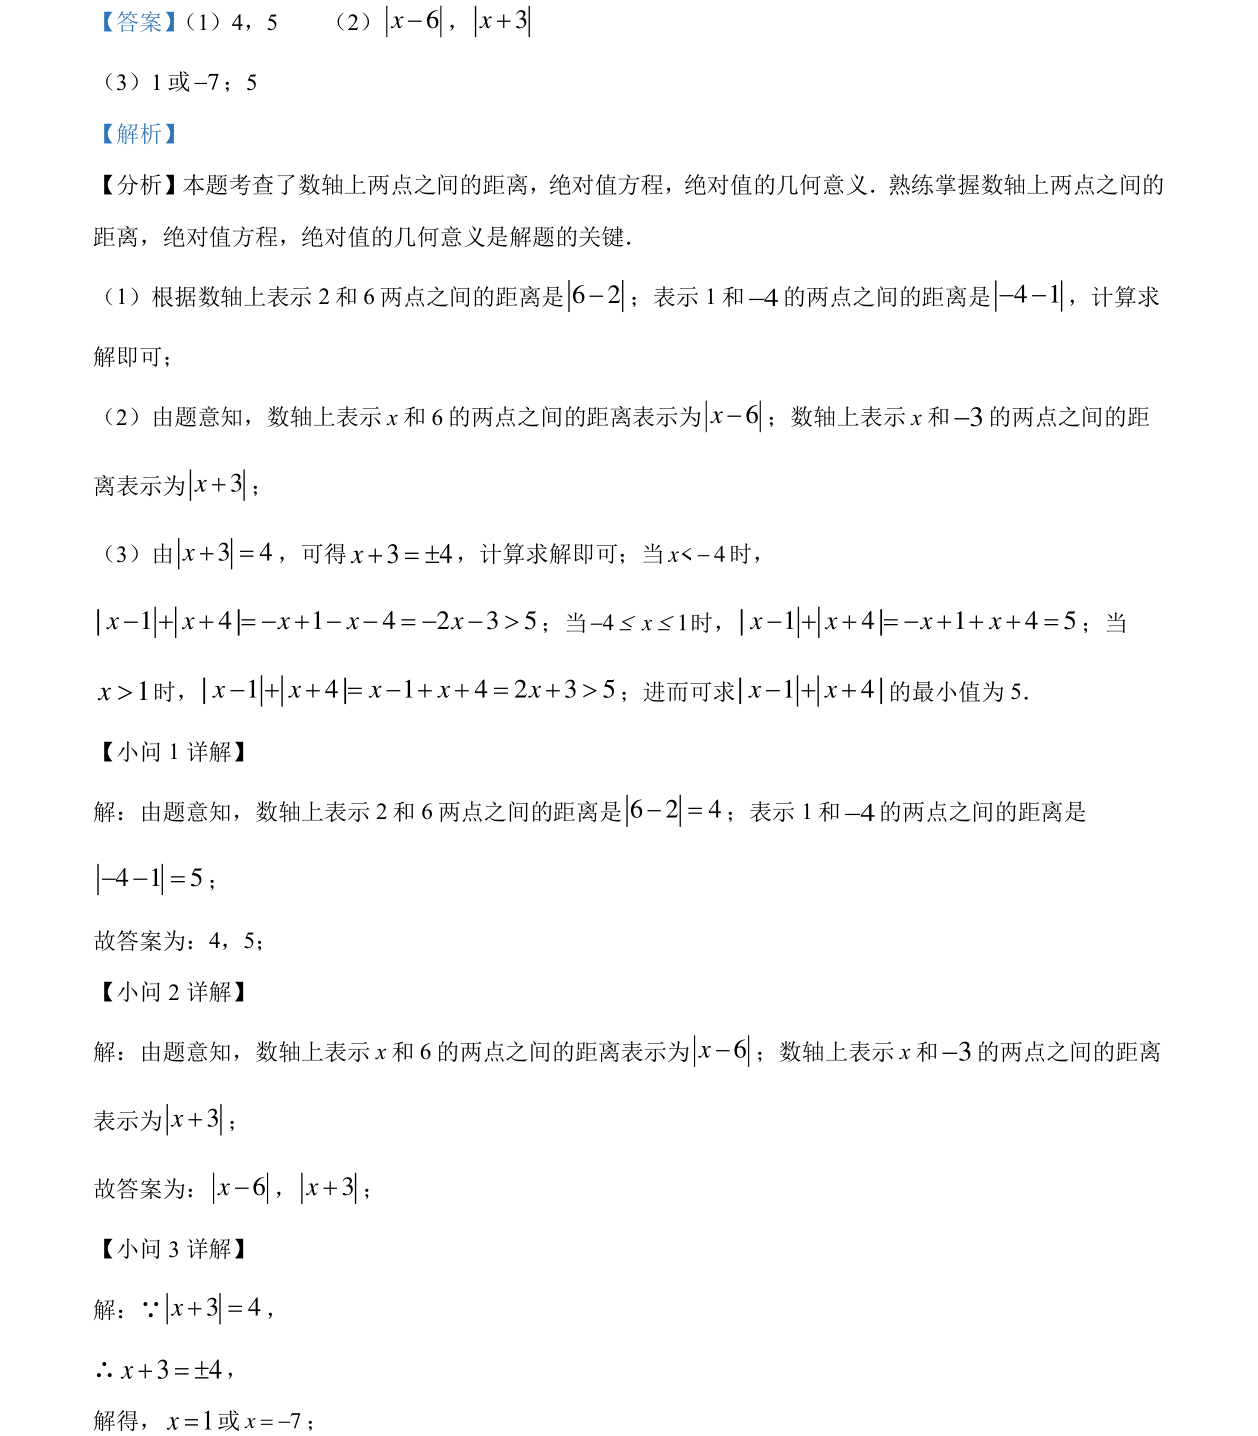 【答案】（1）4，5 （2）|x−6|，|x+3|
（3）1 或−7；5
【解析】
【分析】本题考查了数轴上两点之间的距离，绝对值方程，绝对值的几何意义．熟练掌握数轴上两点之间的
距离，绝对值方程，绝对值的几何意义是解题的关键．
（1）根据数轴上表示 2 和 6 两点之间的距离是|6−2|；表示 1 和−4 的两点之间的距离是|−4−1|，计算求
解即可；
（2）由题意知，数轴上表示 x 和 6 的两点之间的距离表示为|x−6|；数轴上表示 x 和−3 的两点之间的距
离表示为|x+3|；
（3）由|x+3|=4，可得 x+3=±4，计算求解即可；当 x<−4时，
|x−1|+|x+4|=−x+1−x−4=−2x−3>5；当−4≤x≤1时，|x−1|+|x+4|=−x+1+x+4=5；当
x>1时，|x−1|+|x+4|=x−1+x+4=2x+3>5；进而可求|x−1|+|x+4|的最小值为 5．
【小问 1 详解】
解：由题意知，数轴上表示 2 和 6 两点之间的距离是|6−2|=4；表示 1 和−4的两点之间的距离是
|−4−1|=5；
故答案为：4，5；
【小问 2 详解】
解：由题意知，数轴上表示 x 和 6 的两点之间的距离表示为|x−6|；数轴上表示 x 和−3 的两点之间的距离
表示为|x+3|；
故答案为：|x−6|，|x+3|；
【小问 3 详解】
解：∵|x+3|=4，
∴x+3=±4，
解得，x=1或 x=−7；